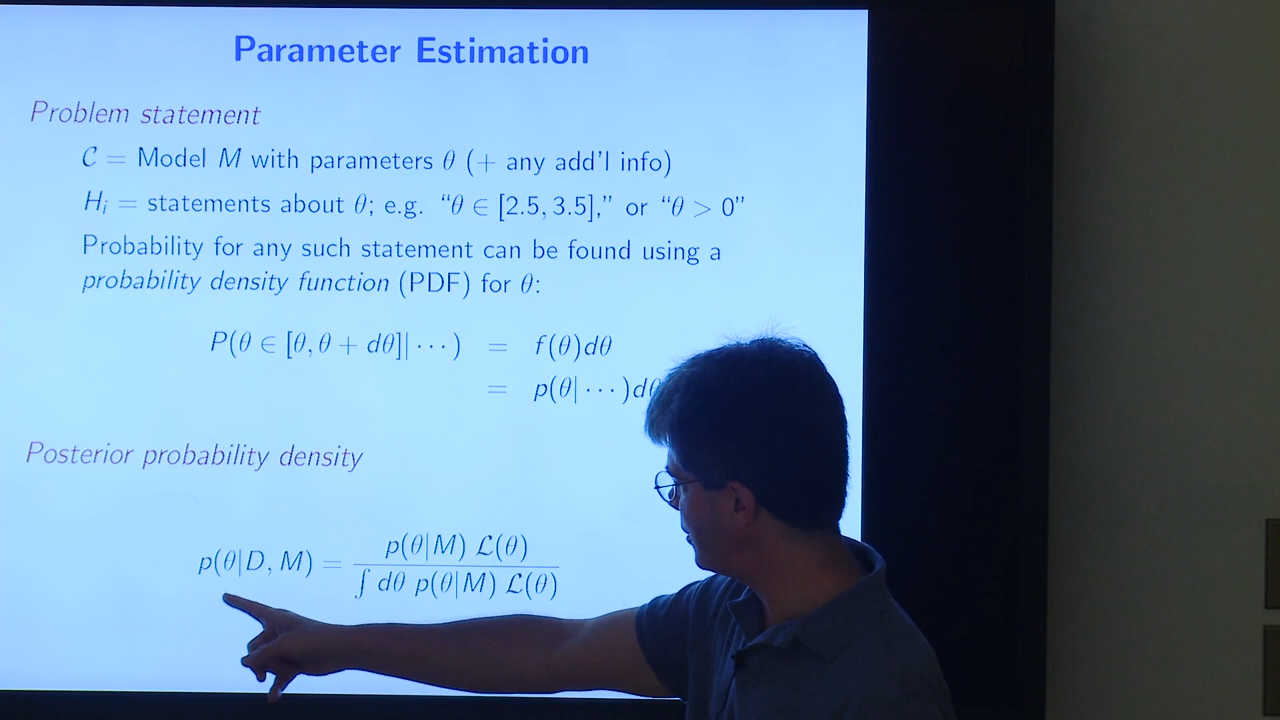 Parameter Estimation
Problem statement
𝒞 = Model M with parameters θ (+ any add'l info)
Hᵢ = statements about θ; e.g. “θ ∈ [2.5, 3.5],” or “θ > 0”
Probability for any such statement can be found using a
probability density function (PDF) for θ:
P(θ ∈ [θ, θ + dθ]| ⋯ ) = f(θ)dθ
= p(θ| ⋯ )dθ
Posterior probability density
p(θ|D, M) = p(θ|M) ℒ(θ) / ∫ dθ p(θ|M) ℒ(θ)